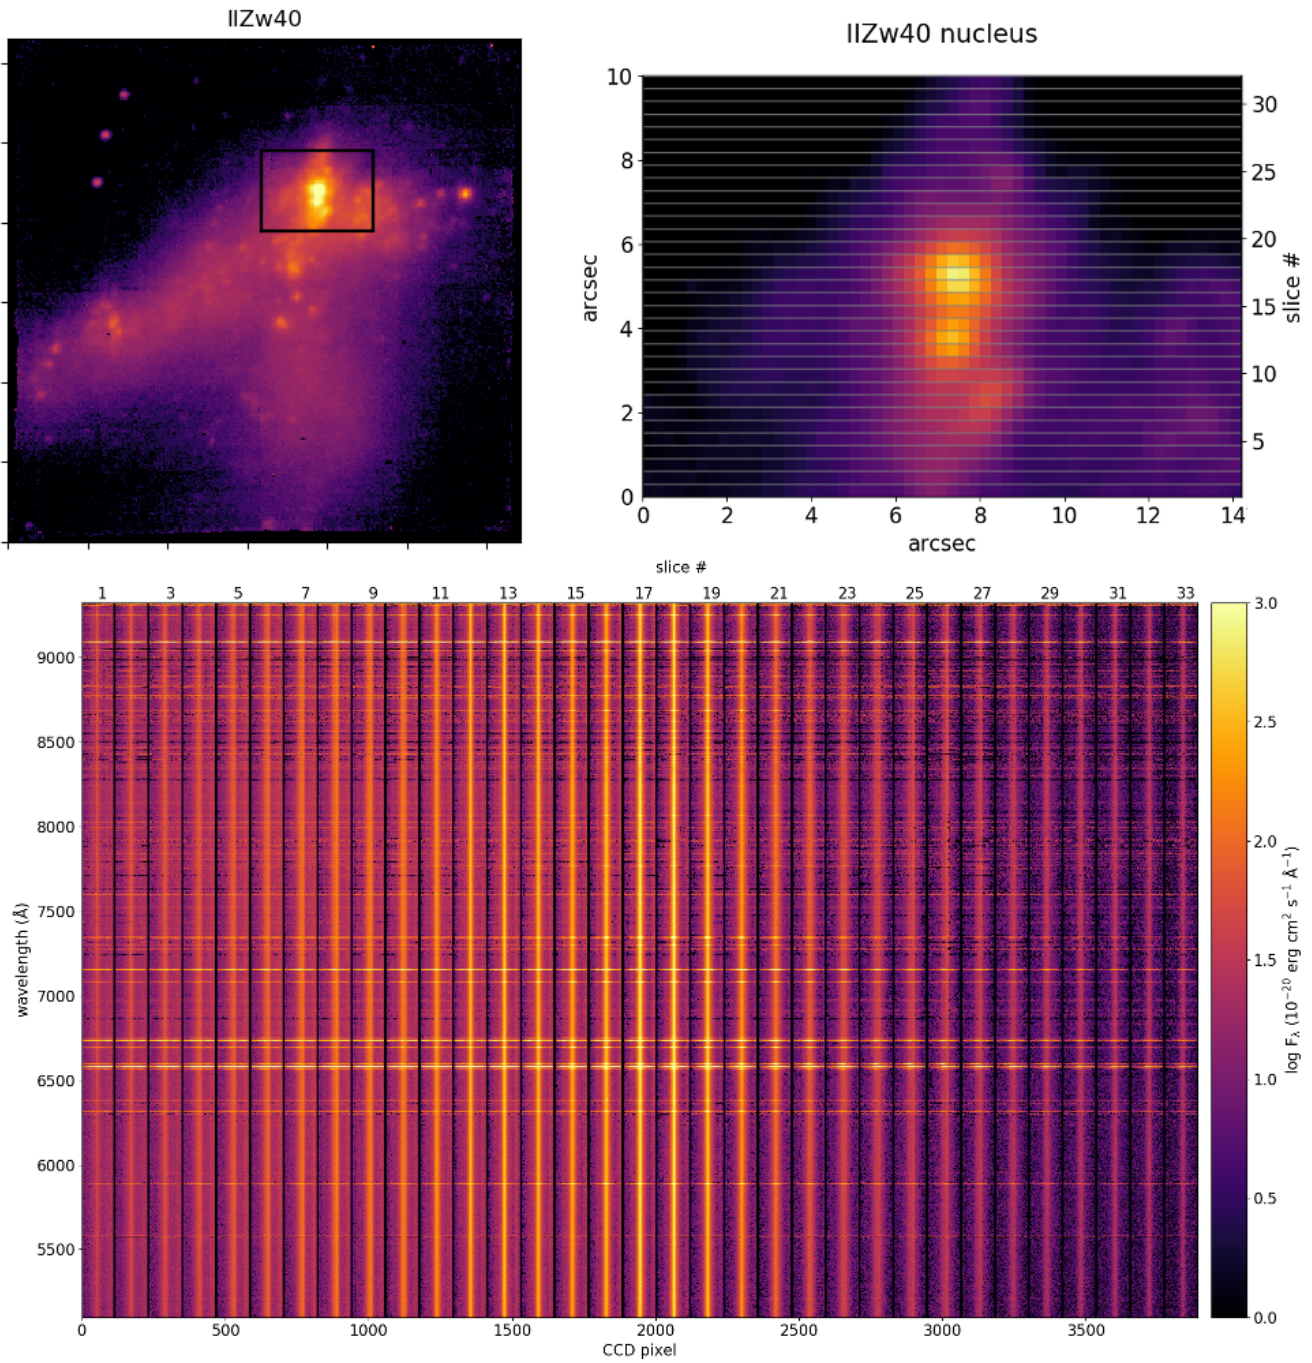 IIZw40
IIZw40 nucleus
10
8
6
4
2
0
arcsec
0 2 4 6 8 10 12 14
arcsec
30
25
20
15
10
5
slice #
slice #
1 3 5 7 9 11 13 15 17 19 21 23 25 27 29 31 33
9000
8500
8000
7500
7000
6500
6000
5500
wavelength (Å)
0 500 1000 1500 2000 2500 3000 3500
CCD pixel
3.0
2.5
2.0
1.5
1.0
0.5
0.0
log Fλ (10⁻²⁰ erg cm² s⁻¹ Å⁻¹)